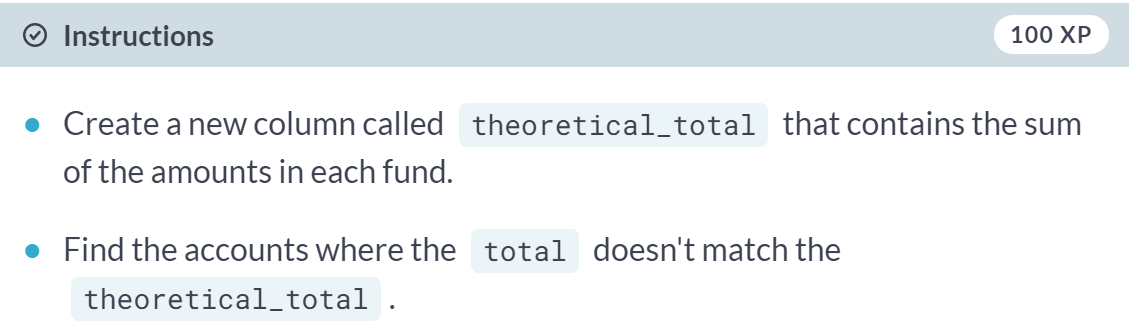 Instructions 100 XP
Create a new column called theoretical_total that contains the sum
of the amounts in each fund.
Find the accounts where the total doesn't match the
theoretical_total .